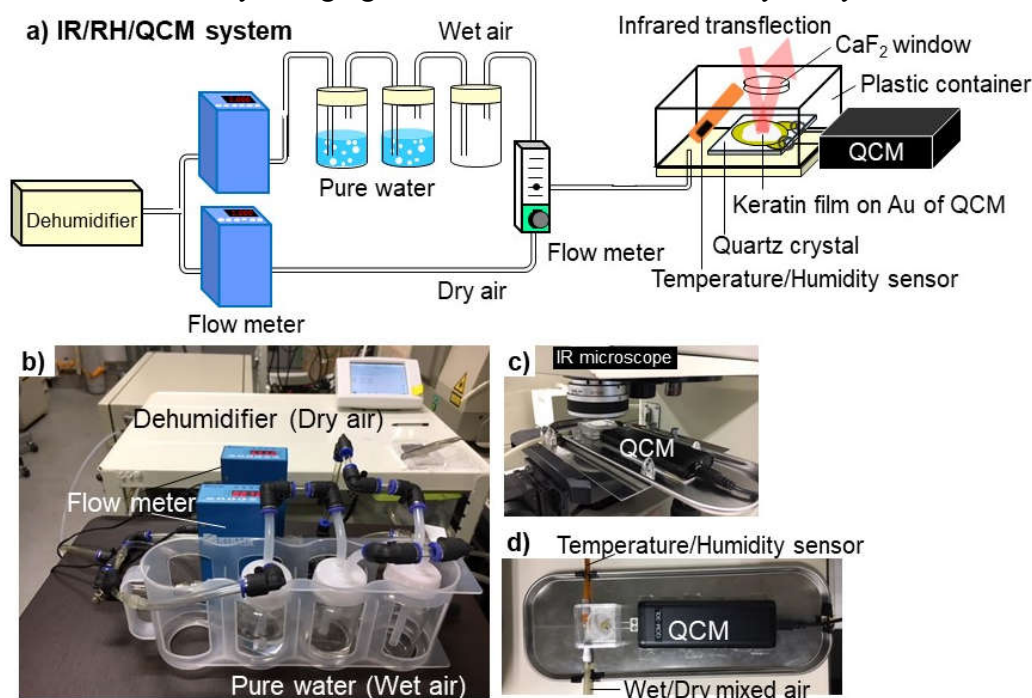 a) IR/RH/QCM system
Wet air
Infrared transflection
CaF2 window
Plastic container
Pure water
QCM
Dehumidifier
Keratin film on Au of QCM
Quartz crystal
Flow meter
Temperature/Humidity sensor
Dry air
Flow meter
b)
Dehumidifier (Dry air)
Flow meter
Pure water (Wet air)
c)
IR microscope
QCM
d)
Temperature/Humidity sensor
QCM
Wet/Dry mixed air